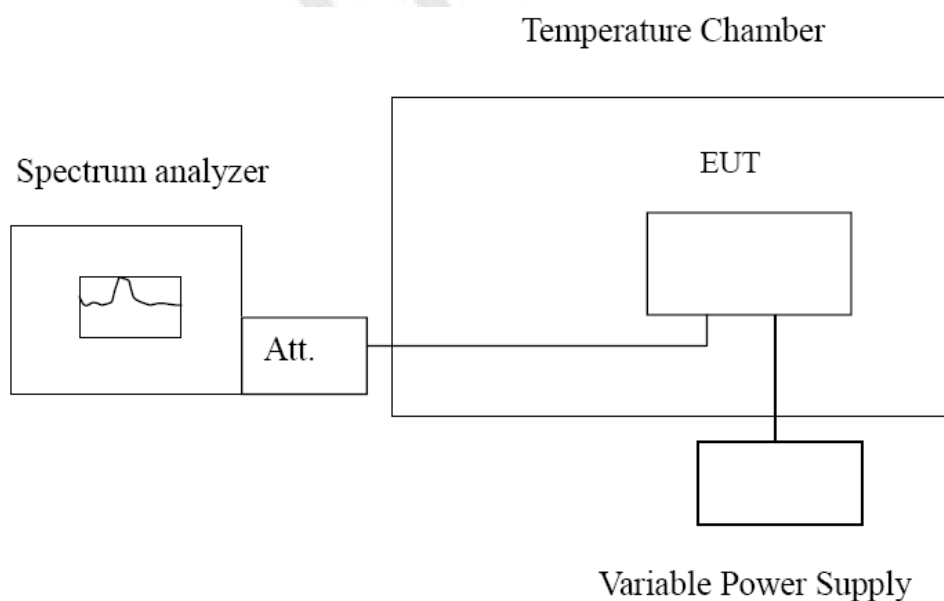 Temperature Chamber
Spectrum analyzer
EUT
Att.
Variable Power Supply